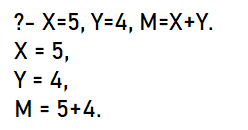 ?- X=5, Y=4, M=X+Y.
X = 5,
Y = 4,
M = 5+4.